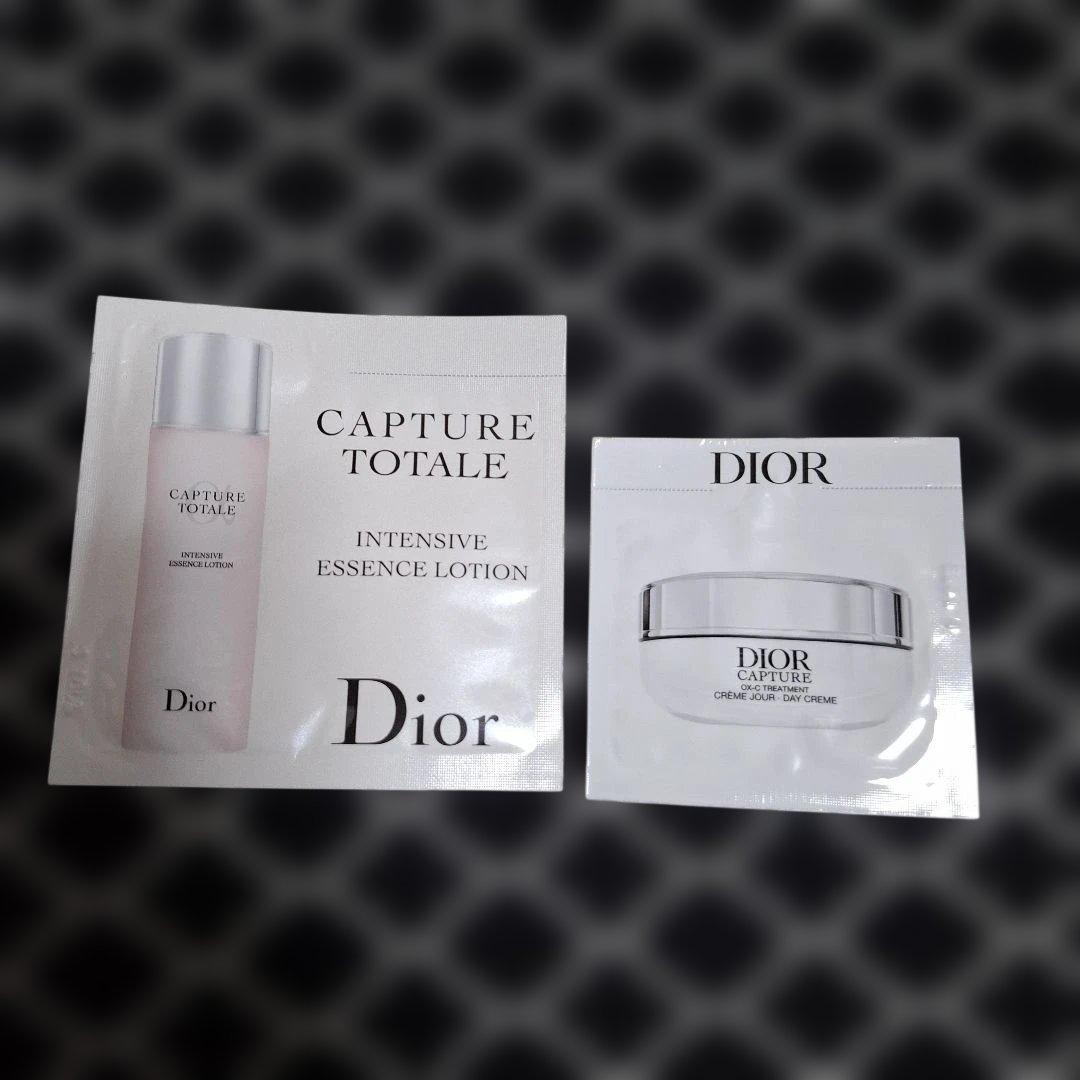 CAPTURE
TOTALE
INTENSIVE
ESSENCE LOTION
Dior
CAPTURE
TOTALE
INTENSIVE
ESSENCE LOTION
Dior
DIOR
DIOR
CAPTURE
OX-C TREATMENT
CRÈME JOUR - DAY CREME